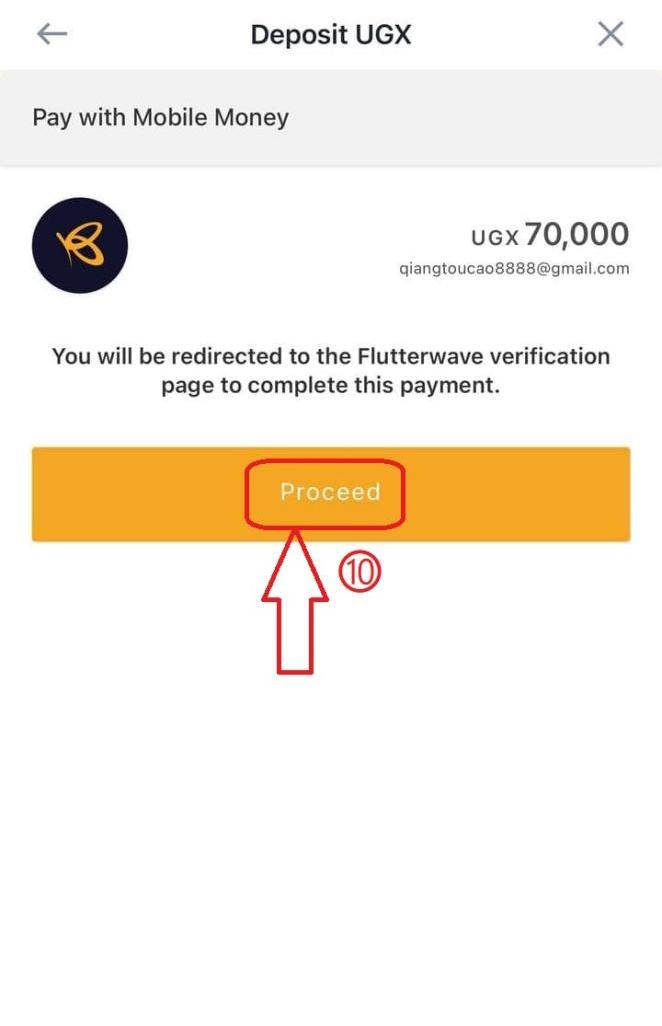 Deposit UGX
Pay with Mobile Money
UGX 70,000
qiangtoucao8888@gmail.com
You will be redirected to the Flutterwave verification
page to complete this payment.
Proceed
⑩